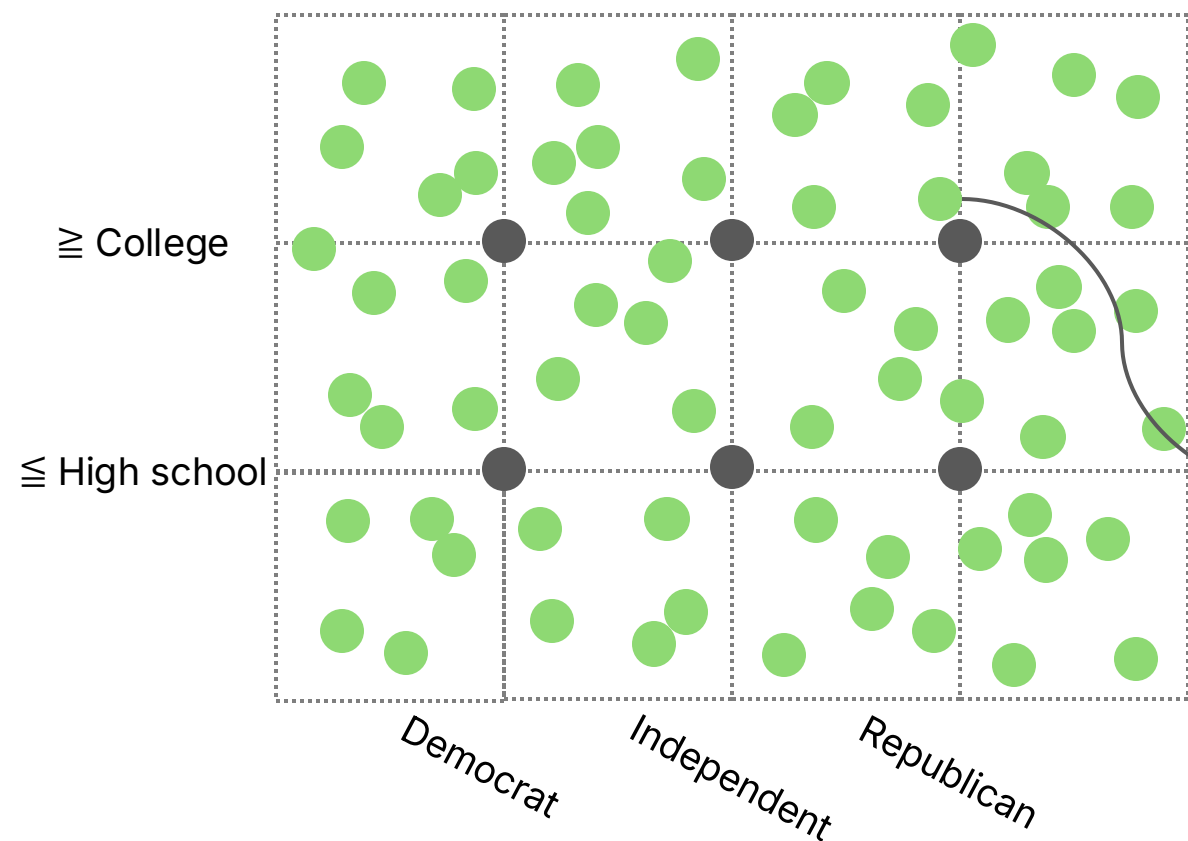 ≧ College
≦ High school
Democrat
Independent
Republican